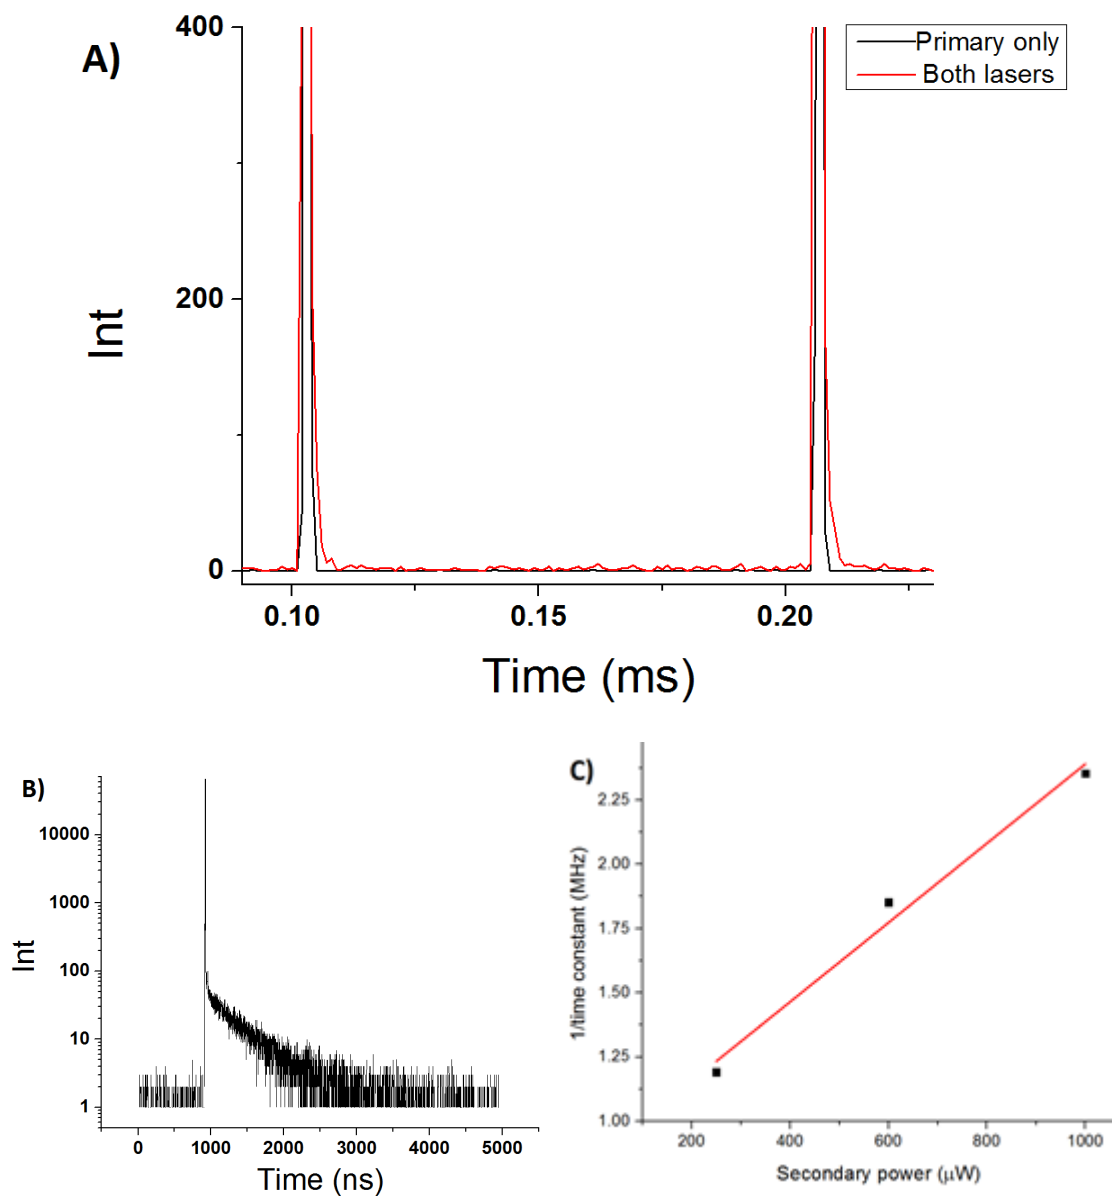 A)
400
200
0
Int
0.10
0.15
0.20
Time (ms)
Primary only
Both lasers
B)
10000
1000
100
10
1
Int
0
1000
2000
3000
4000
5000
Time (ns)
C)
2.25
2.00
1.75
1.50
1.25
1.00
1/time constant (MHz)
200
400
600
800
1000
Secondary power (μW)